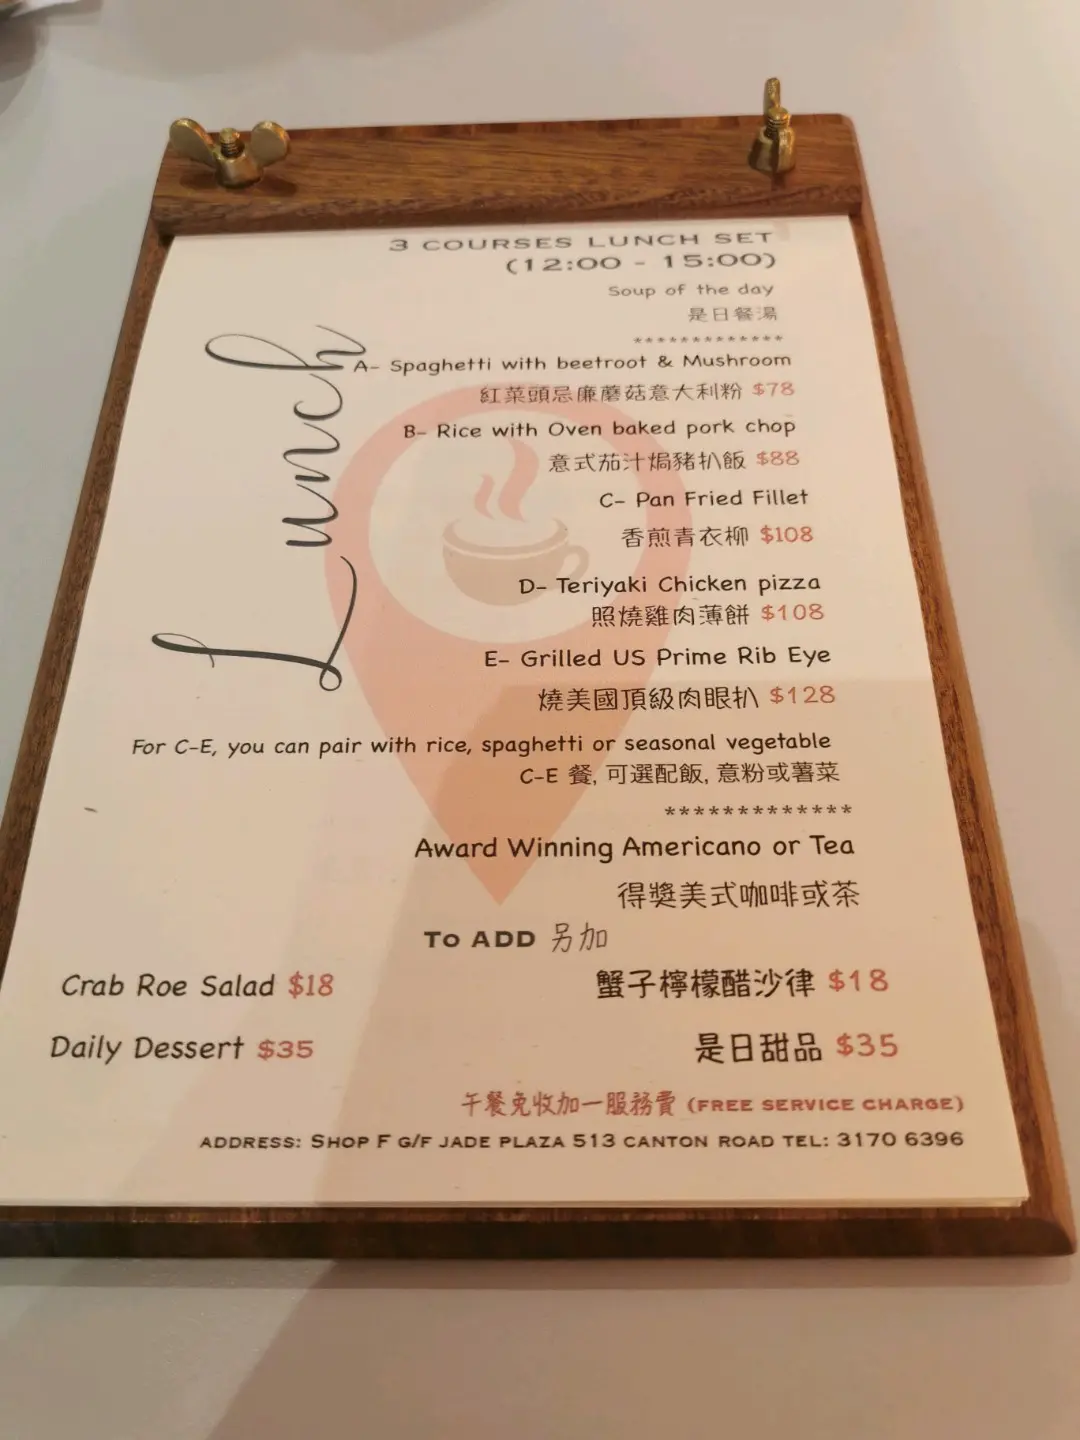 Lunch
3 COURSES LUNCH SET
(12:00 - 15:00)
Soup of the day
是日餐湯
*************
A- Spaghetti with beetroot & Mushroom
紅菜頭忌廉蘑菇意大利粉 $78
B- Rice with Oven baked pork chop
意式茄汁焗豬扒飯 $88
C- Pan Fried Fillet
香煎青衣柳 $108
D- Teriyaki Chicken pizza
照燒雞肉薄餅 $108
E- Grilled US Prime Rib Eye
燒美國頂級肉眼扒 $128
For C-E, you can pair with rice, spaghetti or seasonal vegetable
C-E 餐, 可選配飯, 意粉或薯菜
*************
Award Winning Americano or Tea
得獎美式咖啡或茶
To ADD 另加
Crab Roe Salad $18 蟹子檸檬醋沙律 $18
Daily Dessert $35 是日甜品 $35
午餐免收加一服務費 (FREE SERVICE CHARGE)
ADDRESS: SHOP F G/F JADE PLAZA 513 CANTON ROAD TEL: 3170 6396